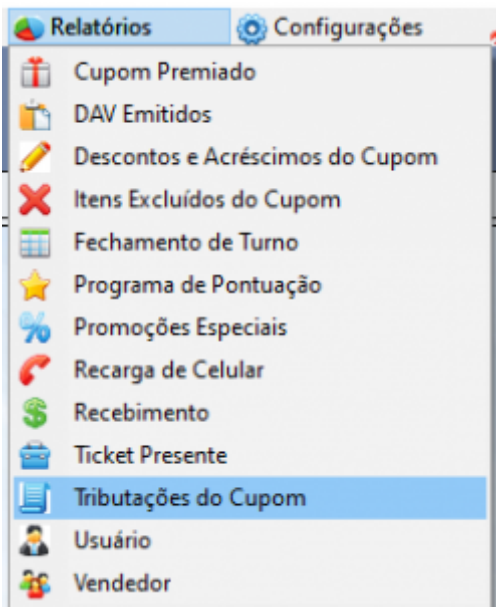 Relatórios Configurações
Cupom Premiado
DAV Emitidos
Descontos e Acréscimos do Cupom
Itens Excluídos do Cupom
Fechamento de Turno
Programa de Pontuação
Promoções Especiais
Recarga de Celular
Recebimento
Ticket Presente
Tributações do Cupom
Usuário
Vendedor